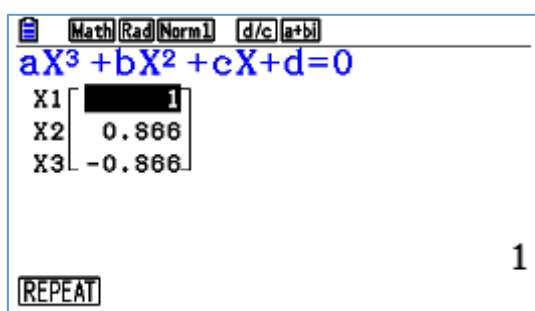 Math Rad Norm1 d/c a+bi
aX³+bX²+cX+d=0
X1 1
X2 0.866
X3 -0.866
1
REPEAT